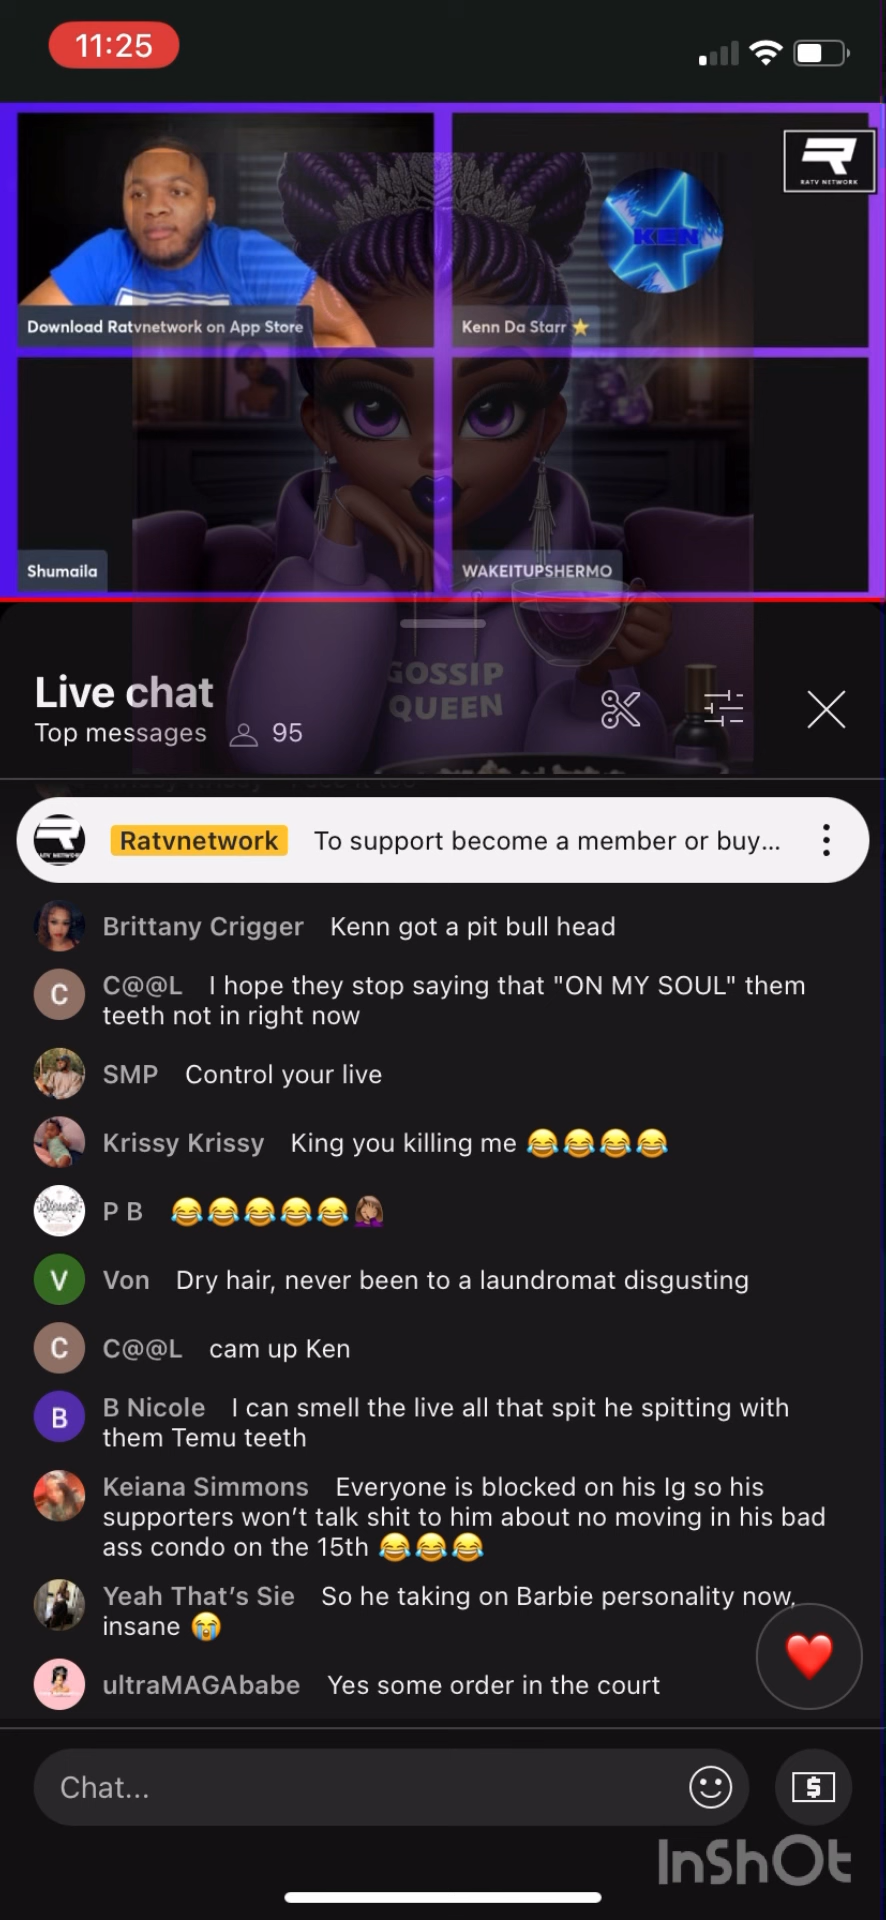 11:25
RATV NETWORK
KEN
Download Ratvnetwork on App Store
Kenn Da Starr ⭐
Shumaila
WAKEITUPSHERMO
GOSSIP
QUEEN
Live chat
Top messages 95
Ratvnetwork To support become a member or buy...
Brittany Crigger Kenn got a pit bull head
C C@@L I hope they stop saying that "ON MY SOUL" them
teeth not in right now
SMP Control your live
Krissy Krissy King you killing me 😂😂😂😂
P B 😂😂😂😂😂🤦🏽‍♀️
V Von Dry hair, never been to a laundromat disgusting
C C@@L cam up Ken
B B Nicole I can smell the live all that spit he spitting with
them Temu teeth
Keiana Simmons Everyone is blocked on his Ig so his
supporters won’t talk shit to him about no moving in his bad
ass condo on the 15th 😂😂😂
Yeah That’s Sie So he taking on Barbie personality now,
insane 😭
ultraMAGAbabe Yes some order in the court
Chat...
InShOt